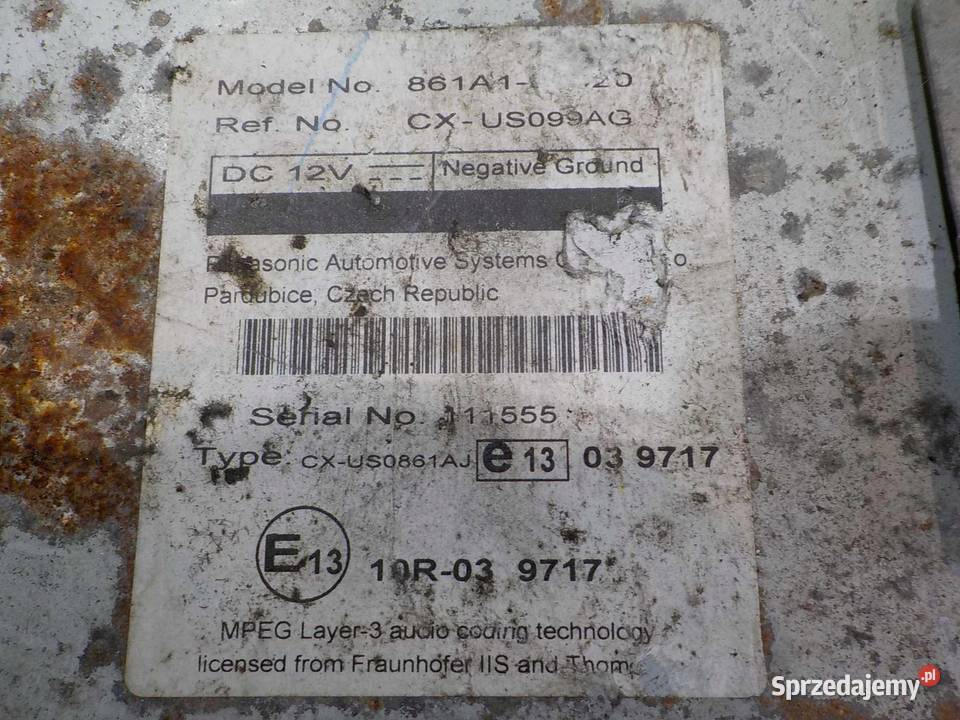 Model No. 861A1- 20
Ref. No. CX-US099AG
DC 12V Negative Ground
Automotive Systems
Pardubice, Czech Republic
Serial No. 111555
Type CX-US0861AJ e 13 03 9717
E13 10R-03 9717
MPEG Layer-3 audio coding technology
licensed from Fraunhofer IIS and
Sprzedajemy.pl